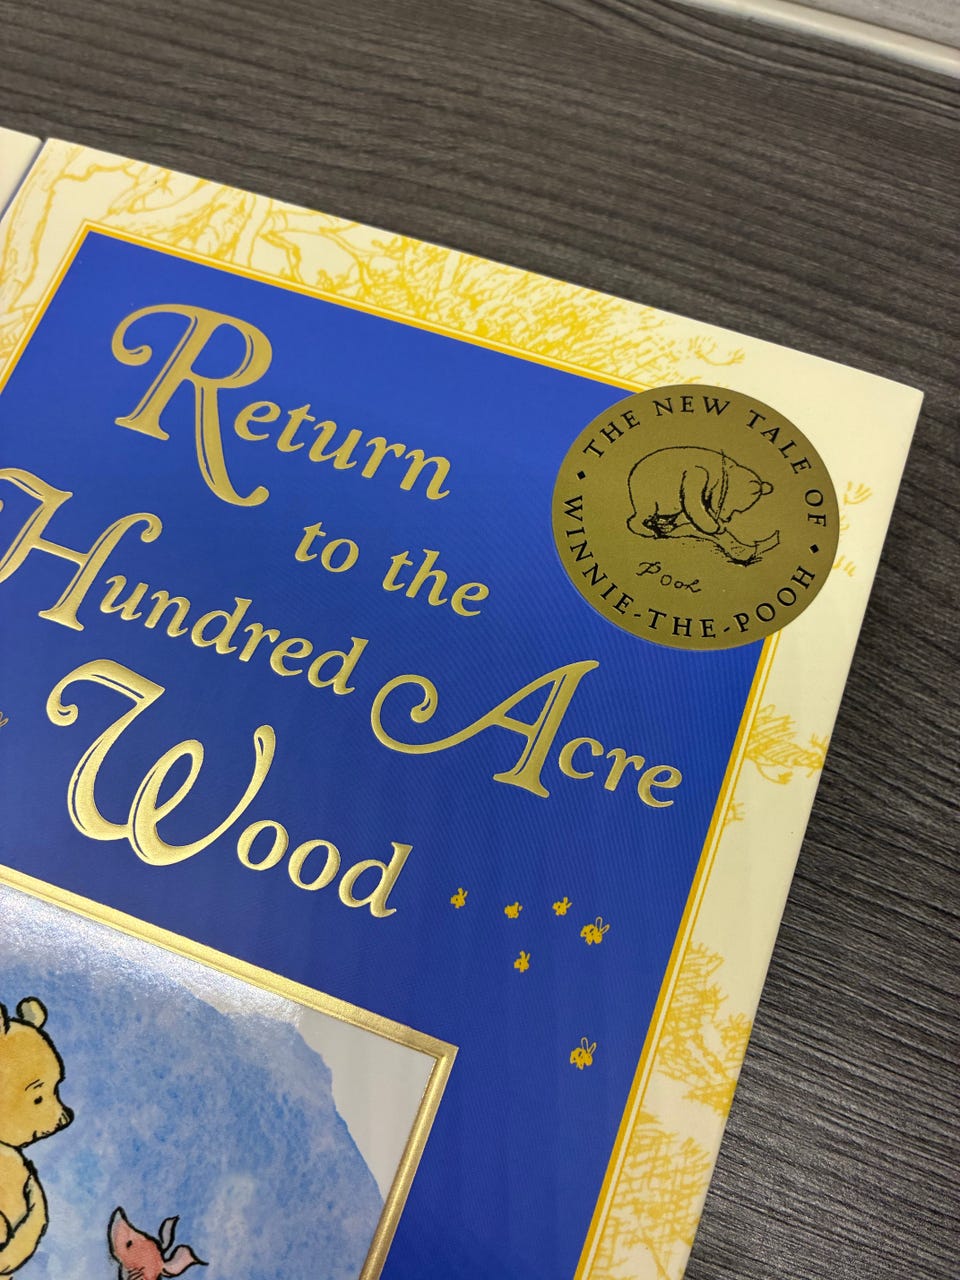 Return
to the
Hundred Acre
Wood
THE NEW TALE OF
WINNIE-THE-POOH
Pooh